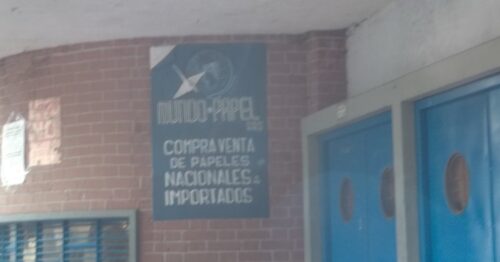 MUNDO PAPEL
COMPRA VENTA
DE PAPELES
NACIONALES &
IMPORTADOS